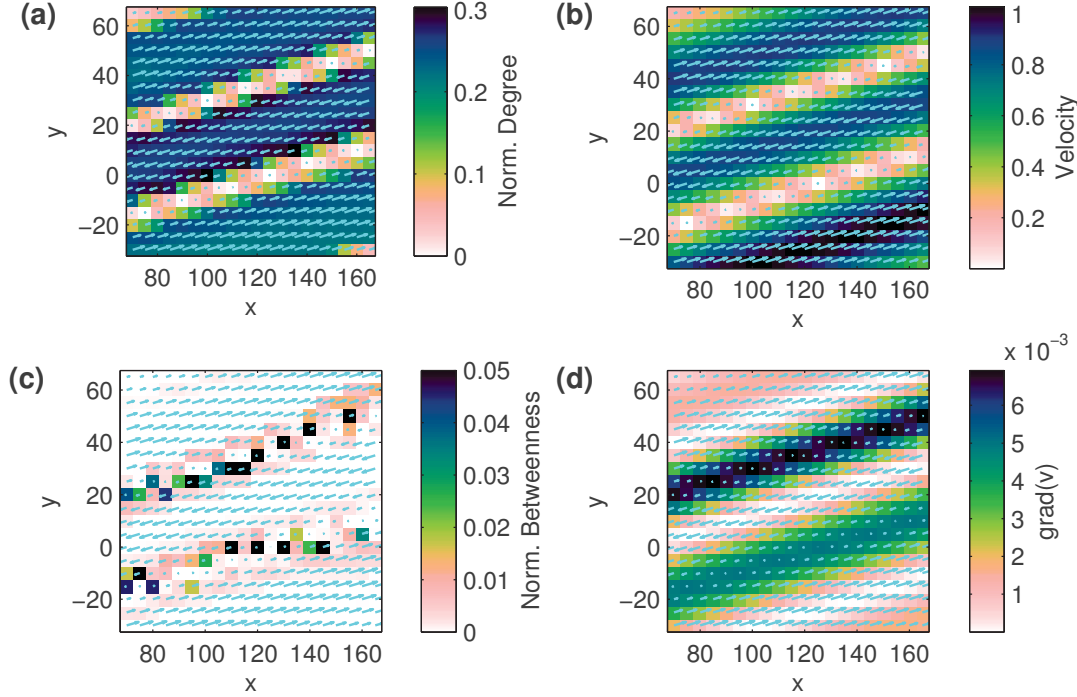 (a)
60
40
20
0
−20
y
80 100 120 140 160
x
0.3
0.2
0.1
0
Norm. Degree
(b)
60
40
20
0
−20
y
80 100 120 140 160
x
1
0.8
0.6
0.4
0.2
Velocity
(c)
60
40
20
0
−20
y
80 100 120 140 160
x
0.05
0.04
0.03
0.02
0.01
0
Norm. Betweenness
(d)
60
40
20
0
−20
y
80 100 120 140 160
x
x 10−3
6
5
4
3
2
1
grad(v)